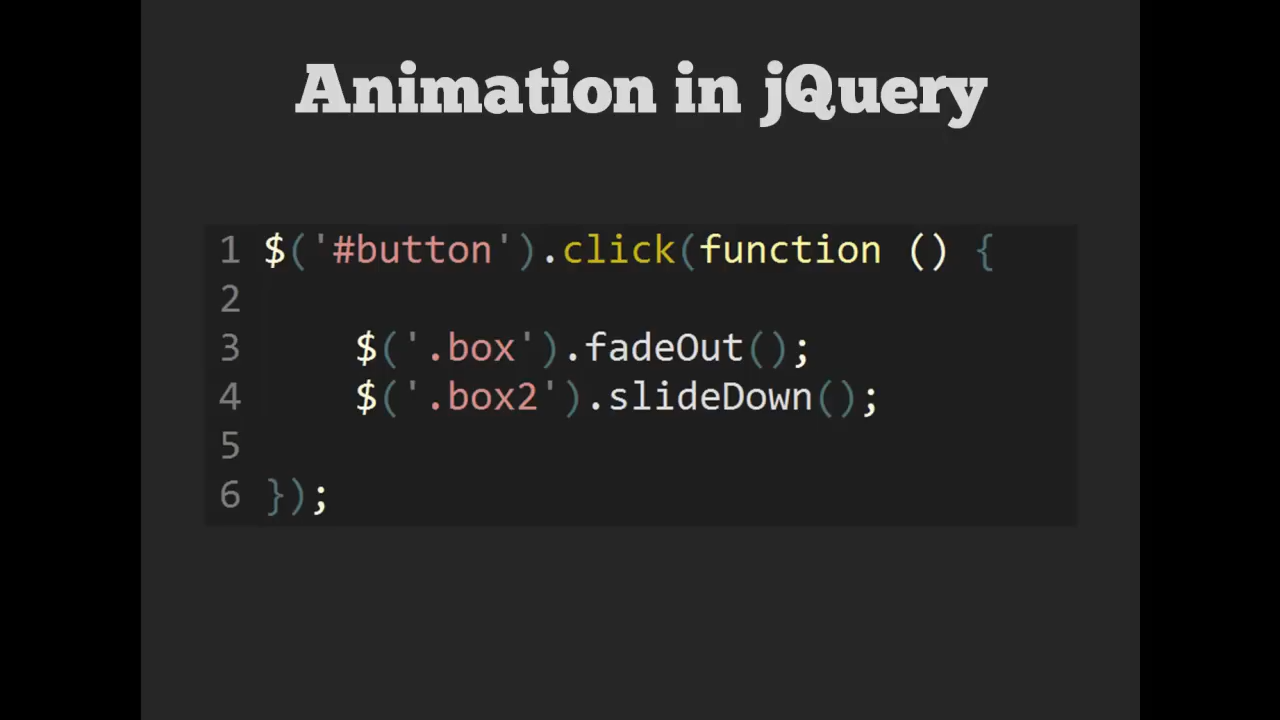 Animation in jQuery
1 $('#button').click(function () {
2
3 $('.box').fadeOut();
4 $('.box2').slideDown();
5
6 });